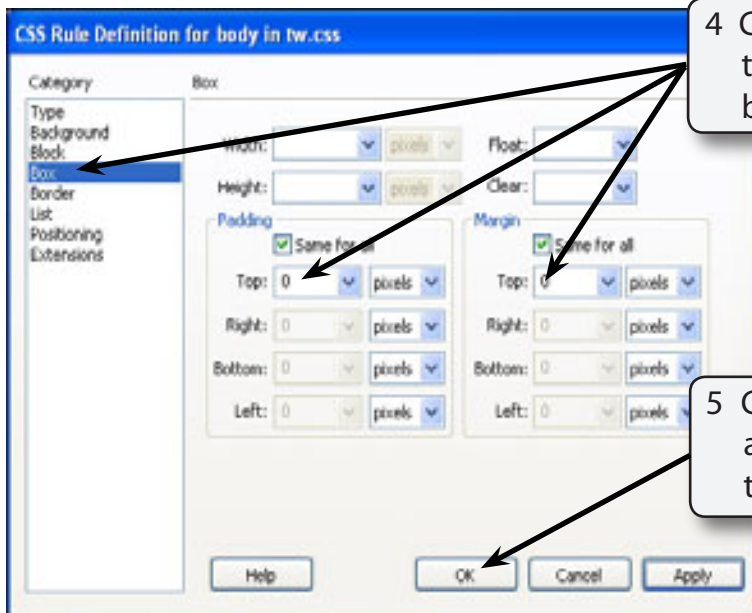 CSS Rule Definition for body in tw.css
4
Category
Box
Type
Background
Block
Box
Border
List
Positioning
Extensions
Width: pixels Float:
Height: pixels Clear:
Padding Margin
Same for all Same for all
Top: 0 pixels Top: 0 pixels
Right: 0 pixels Right: 0 pixels
Bottom: 0 pixels Bottom: 0 pixels
Left: 0 pixels Left: 0 pixels
5
Help OK Cancel Apply